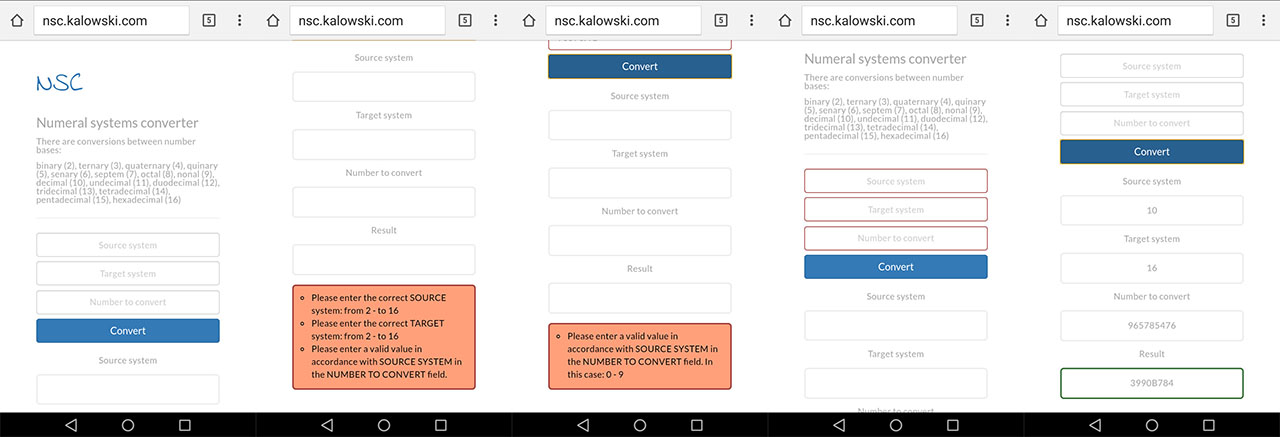 nsc.kalowski.com
5
NSC
Numeral systems converter
There are conversions between number
bases:
binary (2), ternary (3), quaternary (4), quinary
(5), senary (6), septem (7), octal (8), nonal (9),
decimal (10), undecimal (11), duodecimal (12),
tridecimal (13), tetradecimal (14),
pentadecimal (15), hexadecimal (16)
Source system
Target system
Number to convert
Convert
Source system
nsc.kalowski.com
5
Source system
Target system
Number to convert
Result
Please enter the correct SOURCE
system: from 2 - to 16
Please enter the correct TARGET
system: from 2 - to 16
Please enter a valid value in
accordance with SOURCE SYSTEM in
the NUMBER TO CONVERT field.
nsc.kalowski.com
5
Convert
Source system
Target system
Number to convert
Result
Please enter a valid value in
accordance with SOURCE SYSTEM in
the NUMBER TO CONVERT field. In
this case: 0 - 9
nsc.kalowski.com
5
Numeral systems converter
There are conversions between number
bases:
binary (2), ternary (3), quaternary (4), quinary
(5), senary (6), septem (7), octal (8), nonal (9),
decimal (10), undecimal (11), duodecimal (12),
tridecimal (13), tetradecimal (14),
pentadecimal (15), hexadecimal (16)
Source system
Target system
Number to convert
Convert
Source system
Target system
Number to convert
nsc.kalowski.com
5
Source system
Target system
Number to convert
Convert
Source system
10
Target system
16
Number to convert
965785476
Result
3990B784